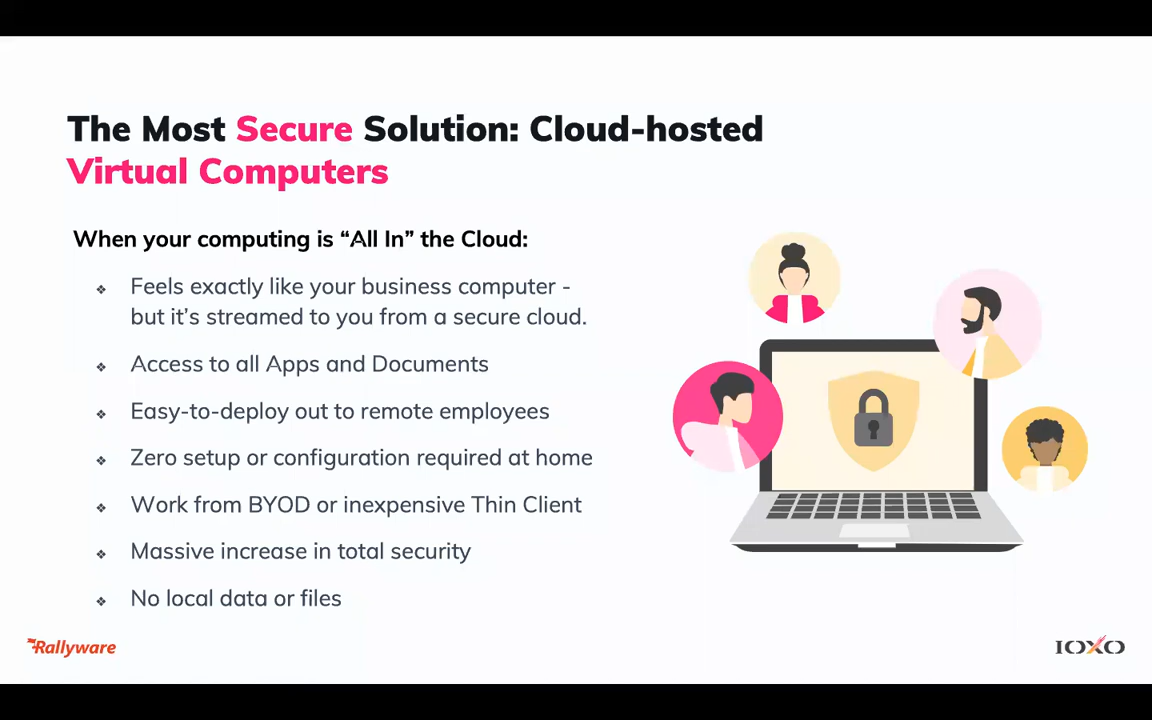 The Most Secure Solution: Cloud-hosted
Virtual Computers
When your computing is “All In” the Cloud:
❖ Feels exactly like your business computer -
but it’s streamed to you from a secure cloud.
❖ Access to all Apps and Documents
❖ Easy-to-deploy out to remote employees
❖ Zero setup or configuration required at home
❖ Work from BYOD or inexpensive Thin Client
❖ Massive increase in total security
❖ No local data or files
Rallyware
IOXO